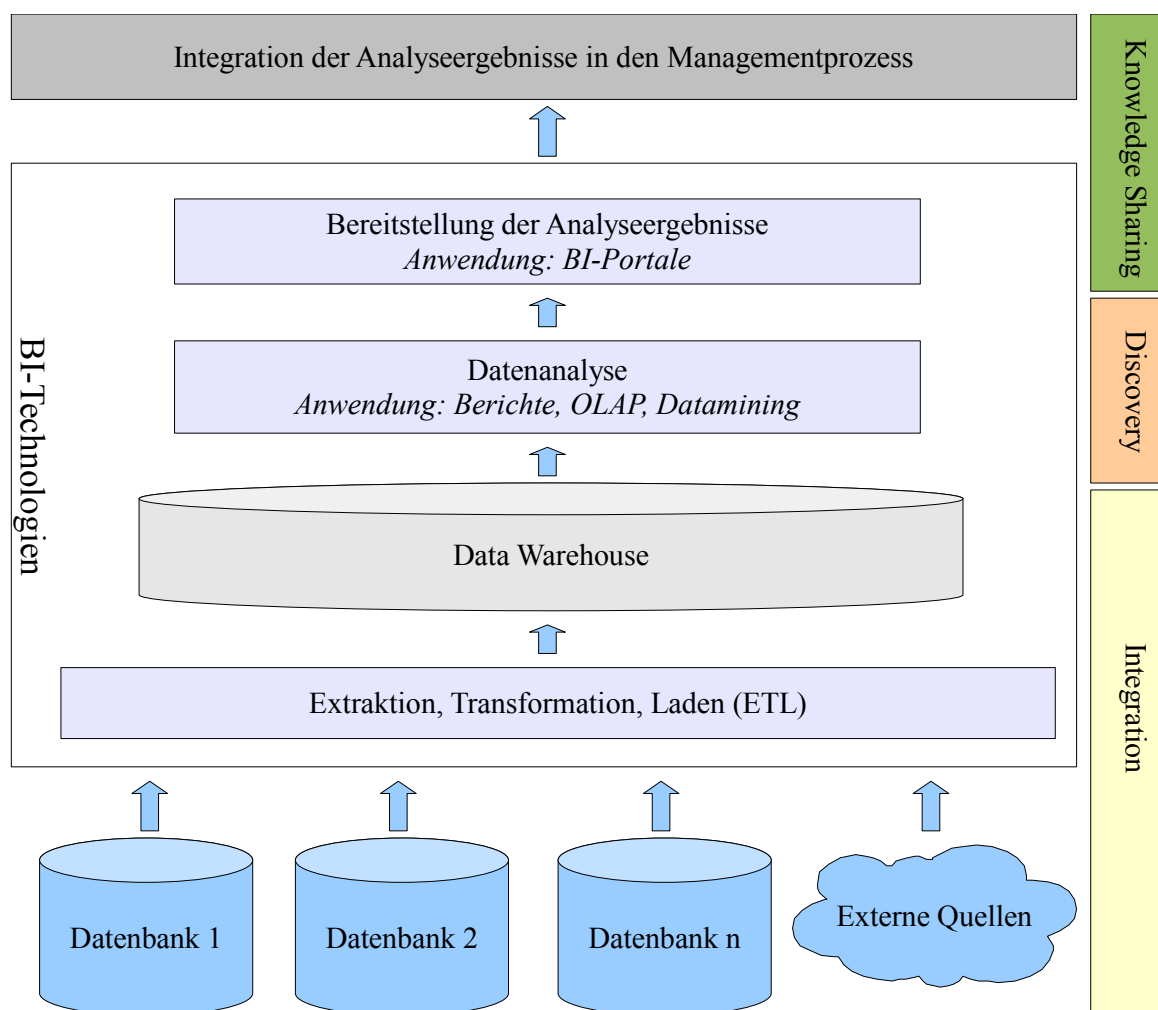 Integration der Analyseergebnisse in den Managementprozess
Knowledge Sharing
Bereitstellung der Analyseergebnisse
Anwendung: BI-Portale
BI-Technologien
Datenanalyse
Anwendung: Berichte, OLAP, Datamining
Discovery
Data Warehouse
Integration
Extraktion, Transformation, Laden (ETL)
Datenbank 1
Datenbank 2
Datenbank n
Externe Quellen